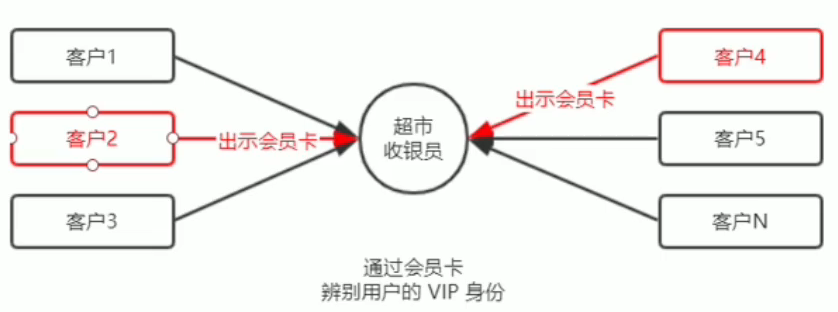 客户1
客户4
出示会员卡
客户2
出示会员卡
超市
收银员
客户5
客户3
客户N
通过会员卡
辨别用户的 VIP 身份